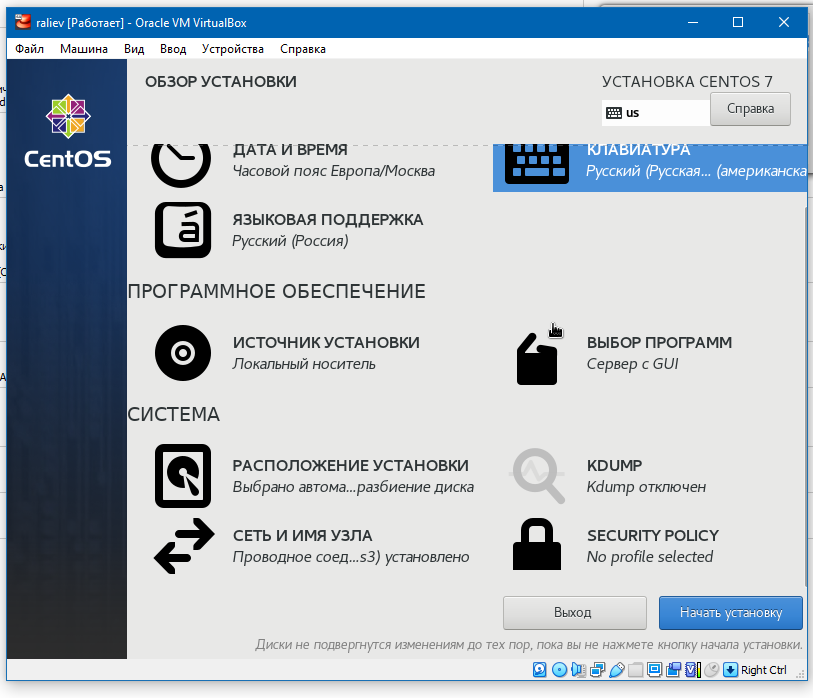 raliev [Работает] - Oracle VM VirtualBox
Файл Машина Вид Ввод Устройства Справка
ОБЗОР УСТАНОВКИ
УСТАНОВКА CENTOS 7
us
Справка
CentOS
ДАТА И ВРЕМЯ
Часовой пояс Европа/Москва
КЛАВИАТУРА
Русский (Русская... (американска
ЯЗЫКОВАЯ ПОДДЕРЖКА
Русский (Россия)
ПРОГРАММНОЕ ОБЕСПЕЧЕНИЕ
ИСТОЧНИК УСТАНОВКИ
Локальный носитель
ВЫБОР ПРОГРАММ
Сервер с GUI
СИСТЕМА
РАСПОЛОЖЕНИЕ УСТАНОВКИ
Выбрано автома...разбиение диска
KDUMP
Kdump отключен
СЕТЬ И ИМЯ УЗЛА
Проводное соед...s3) установлено
SECURITY POLICY
No profile selected
Выход
Начать установку
Диски не подвергнутся изменениям до тех пор, пока вы не нажмете кнопку начала установки.
Right Ctrl